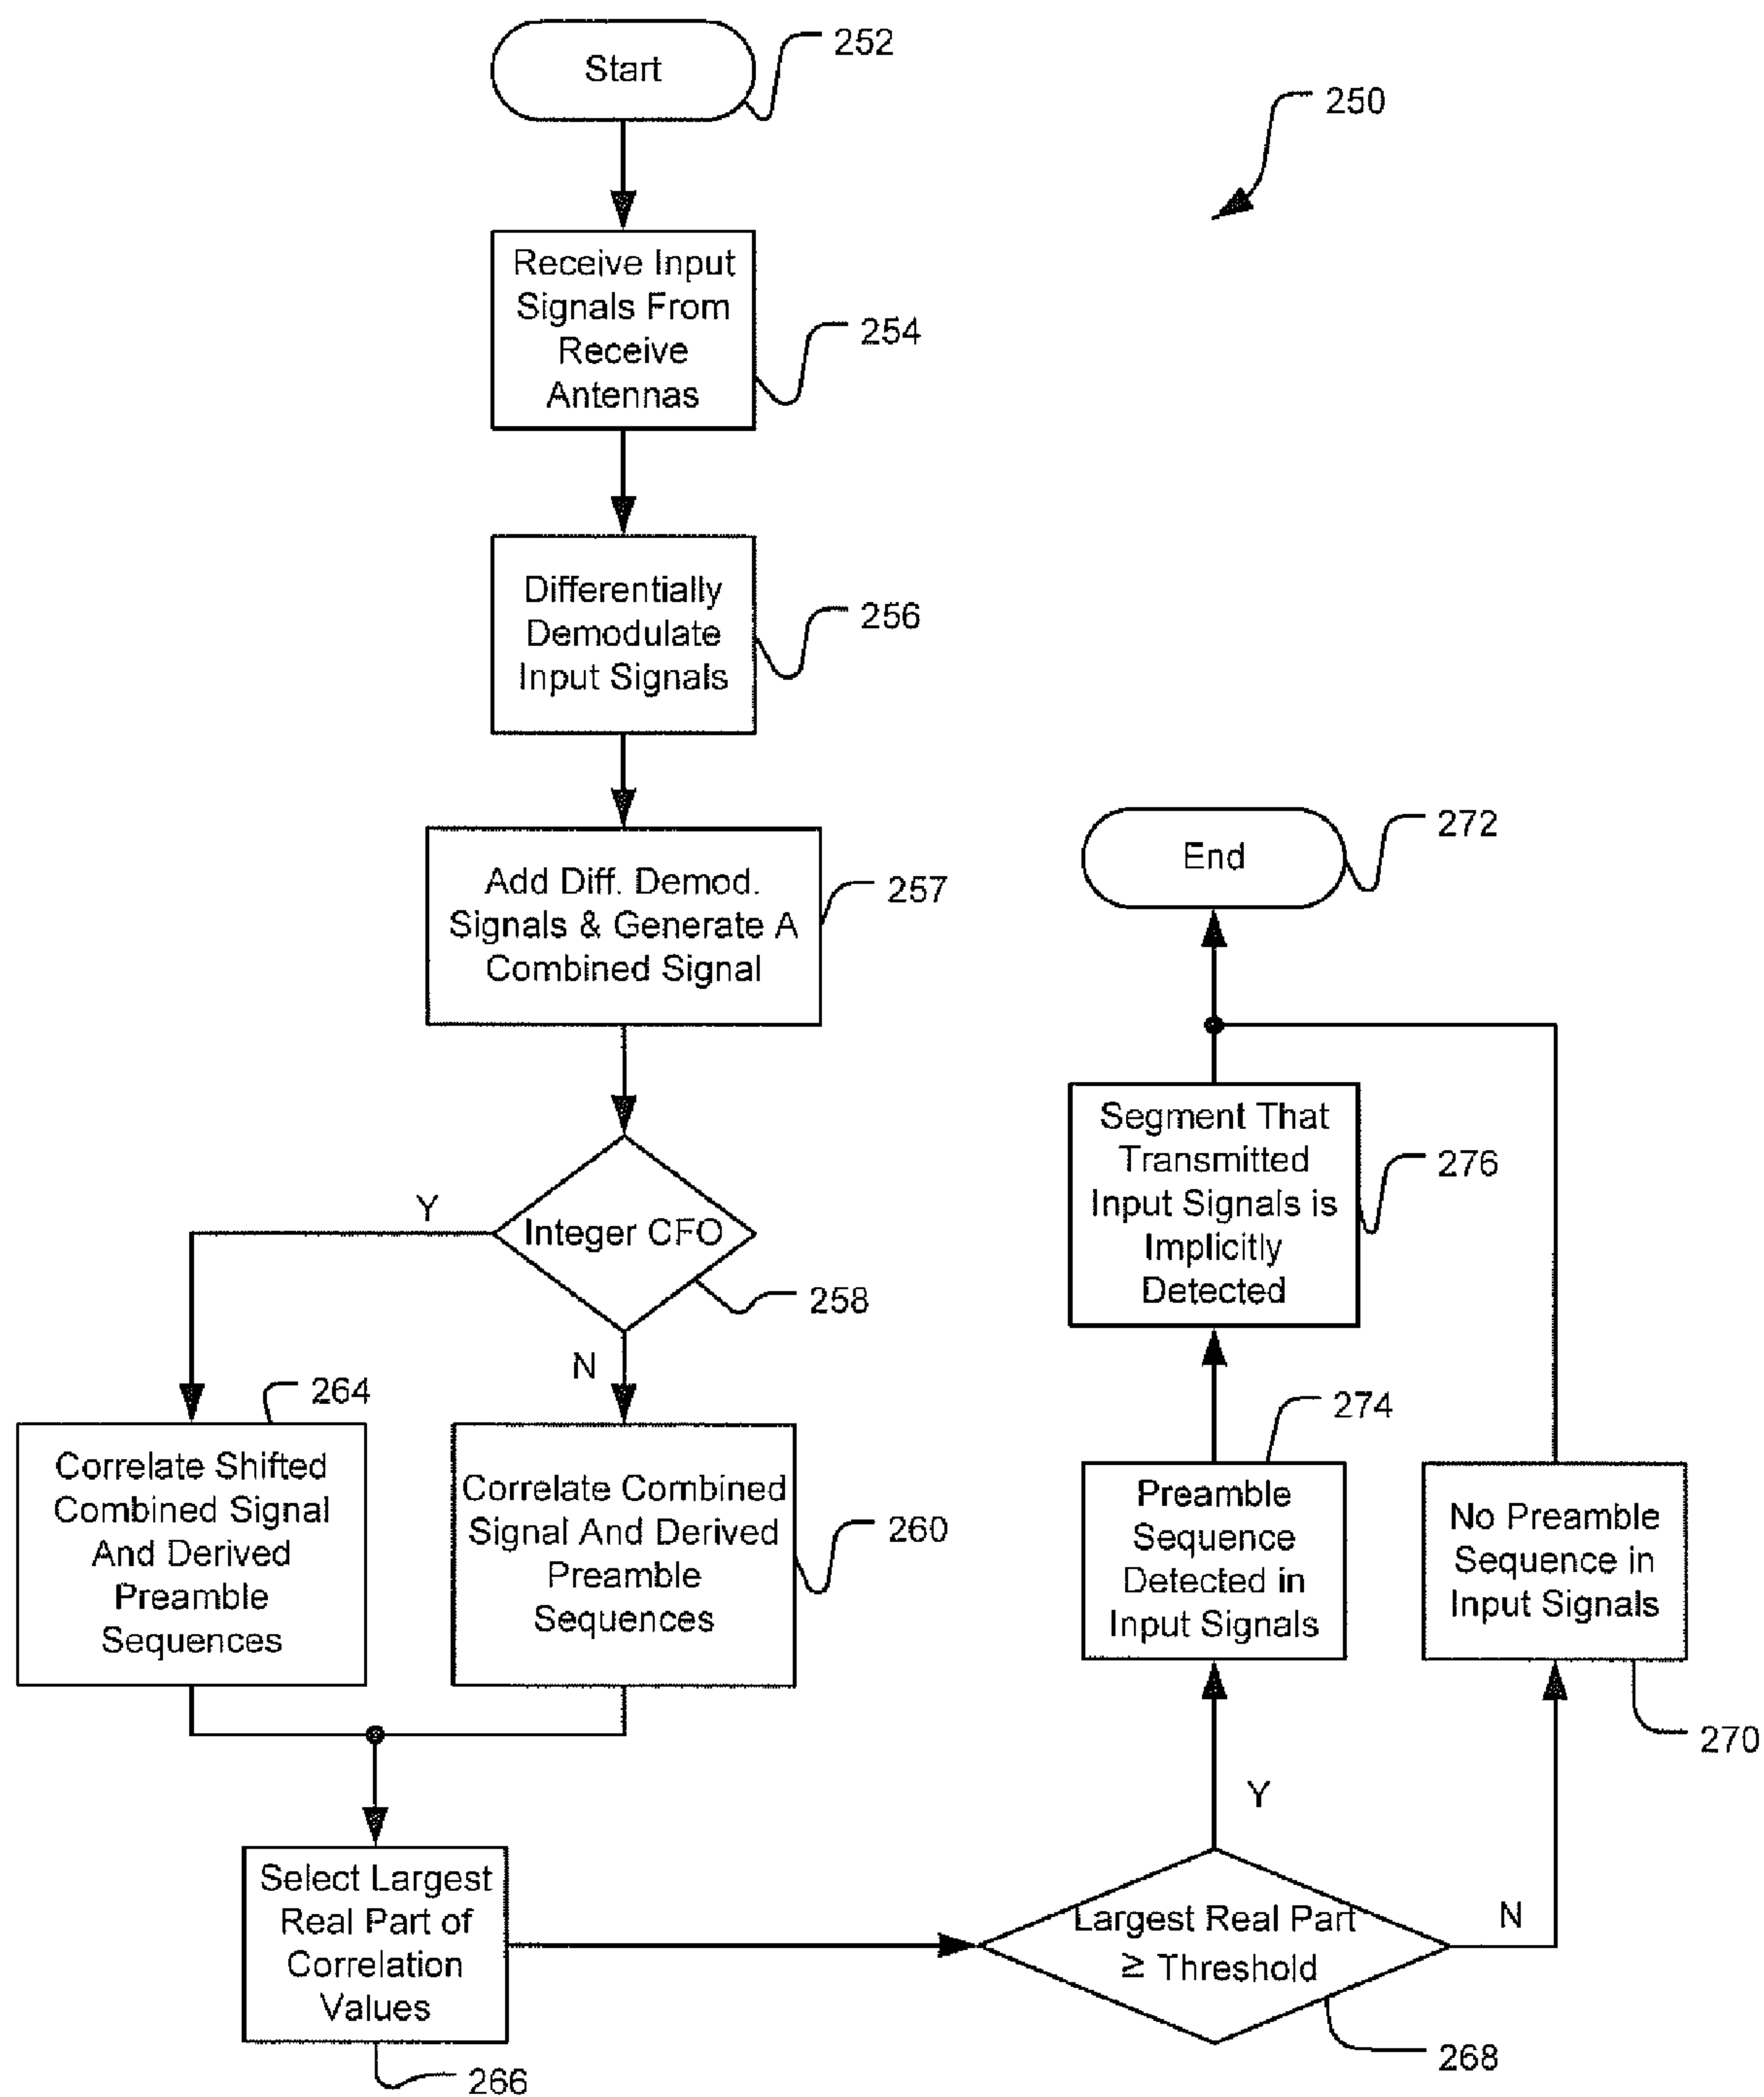 Start
252
250
Receive Input
Signals From
Receive
Antennas
254
Differentially
Demodulate
Input Signals
256
Add Diff. Demod.
Signals & Generate A
Combined Signal
257
End
272
Segment That
Transmitted
Input Signals is
Implicitly
Detected
276
Y
Integer CFO
258
N
264
Correlate Shifted
Combined Signal
And Derived
Preamble
Sequences
Correlate Combined
Signal And Derived
Preamble
Sequences
260
274
Preamble
Sequence
Detected in
Input Signals
No Preamble
Sequence in
Input Signals
270
Y
Select Largest
Real Part of
Correlation
Values
266
Largest Real Part
≥ Threshold
N
268